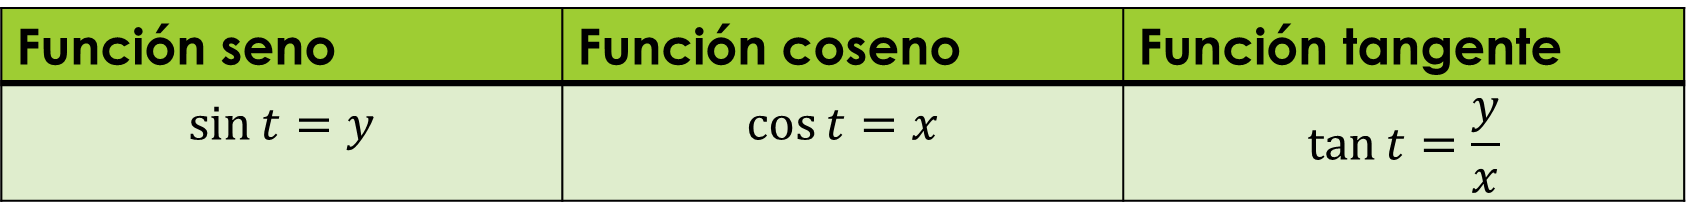 Función seno
Función coseno
Función tangente
sin t = y
cos t = x
tan t = y/x